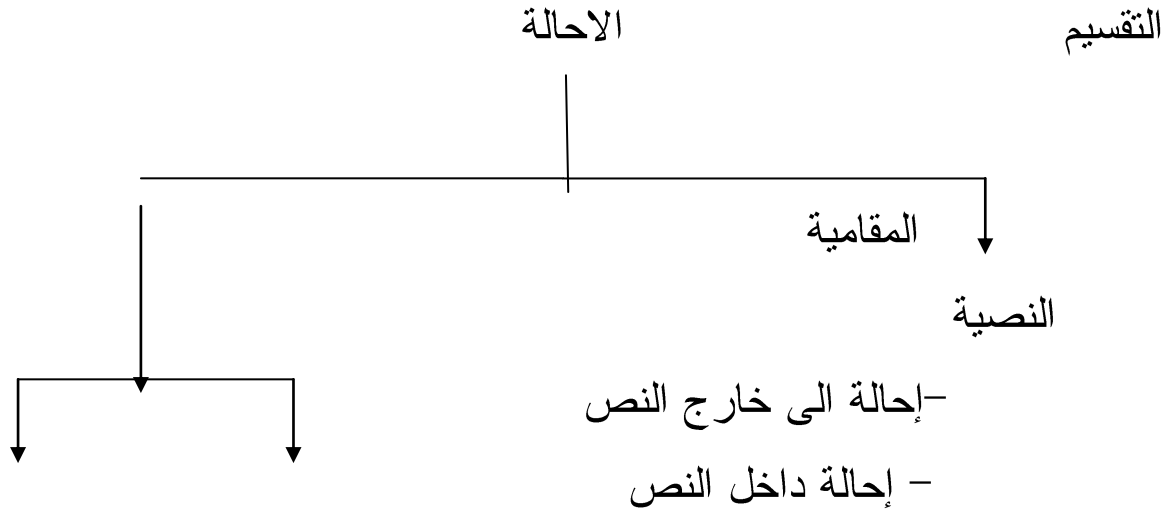 التقسيم الاحالة
المقامية
النصية
-إحالة الى خارج النص
- إحالة داخل النص